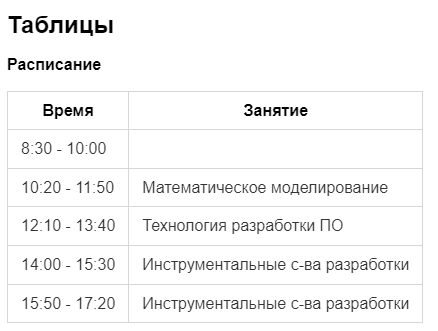 Таблицы
Расписание
Время Занятие
8:30 - 10:00
10:20 - 11:50 Математическое моделирование
12:10 - 13:40 Технология разработки ПО
14:00 - 15:30 Инструментальные с-ва разработки
15:50 - 17:20 Инструментальные с-ва разработки